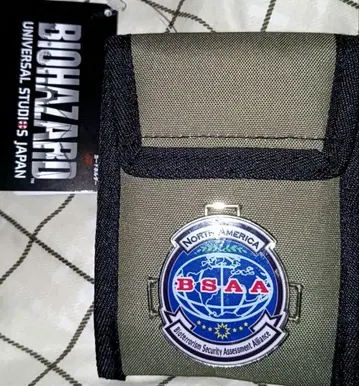 BIOHAZARD
UNIVERSAL STUDIOS JAPAN
NORTH AMERICA
BSAA
Bioterrorism Security Assessment Alliance